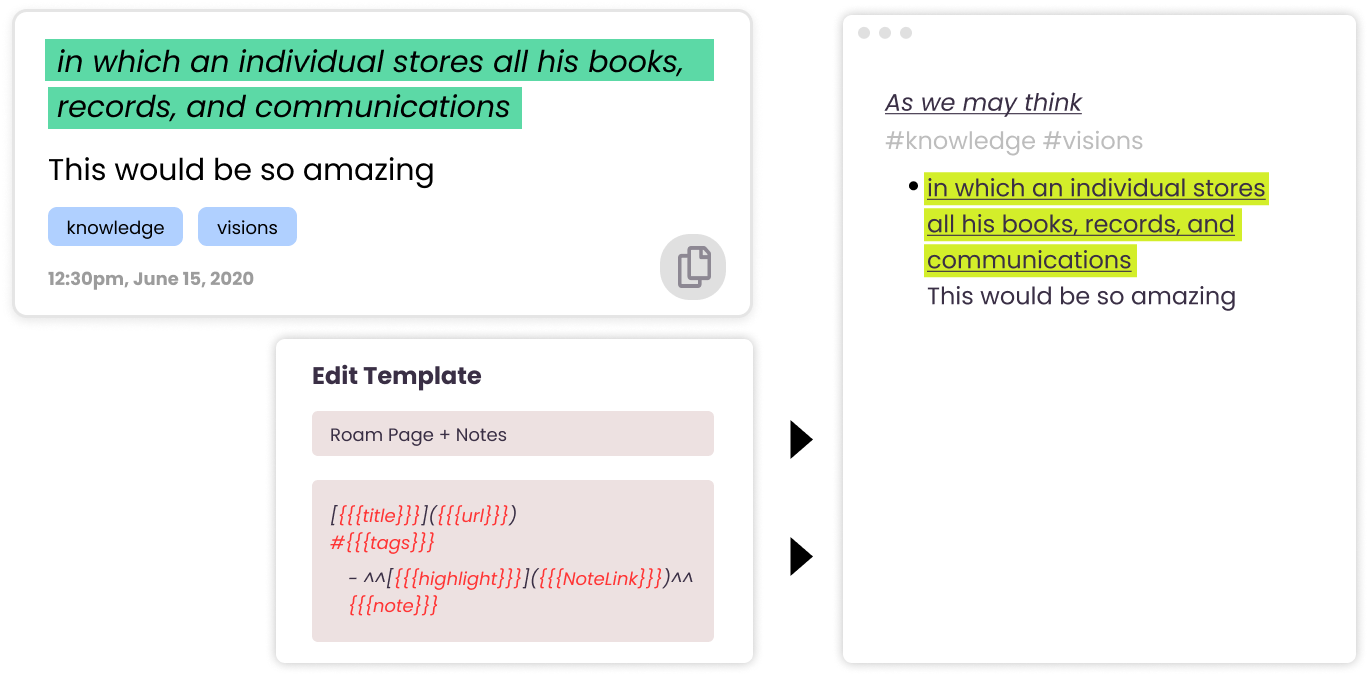 in which an individual stores all his books,
records, and communications
This would be so amazing
knowledge visions
12:30pm, June 15, 2020
Edit Template
Roam Page + Notes
[{{{title}}}]({{{url}}})
#{{{tags}}}
- ^^[{{{highlight}}}]({{{NoteLink}}})^^
{{{note}}}
As we may think
#knowledge #visions
in which an individual stores
all his books, records, and
communications
This would be so amazing